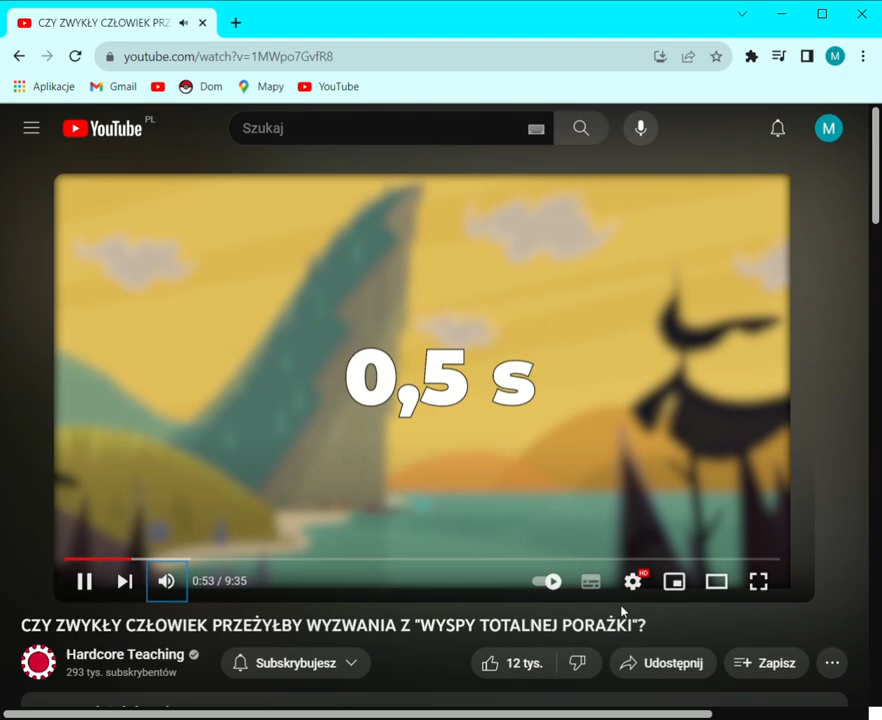 CZY ZWYKŁY CZŁOWIEK PRZ
youtube.com/watch?v=1MWpo7GvfR8
M
Aplikacje
Gmail
Dom
Mapy
YouTube
YouTube PL
Szukaj
M
0,5 s
0:53 / 9:35
HD
CZY ZWYKŁY CZŁOWIEK PRZEŻYŁBY WYZWANIA Z "WYSPY TOTALNEJ PORAŻKI"?
Hardcore Teaching
293 tys. subskrybentów
Subskrybujesz
12 tys.
Udostępnij
Zapisz